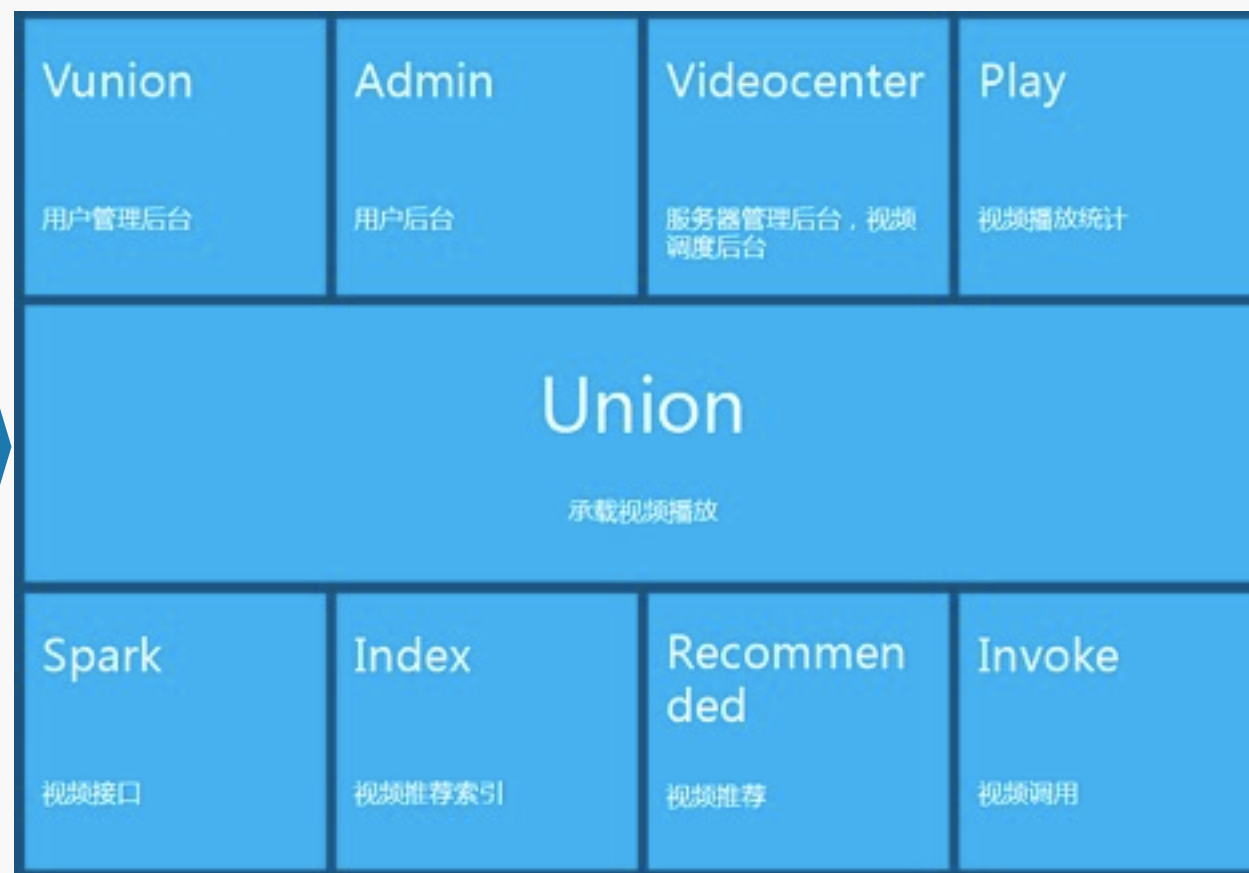 Vunion
用户管理后台
Admin
用户后台
Videocenter
服务器管理后台，视频
调度后台
Play
视频播放统计
Union
承载视频播放
Spark
视频接口
Index
视频推荐索引
Recommen
ded
视频推荐
Invoke
视频调用